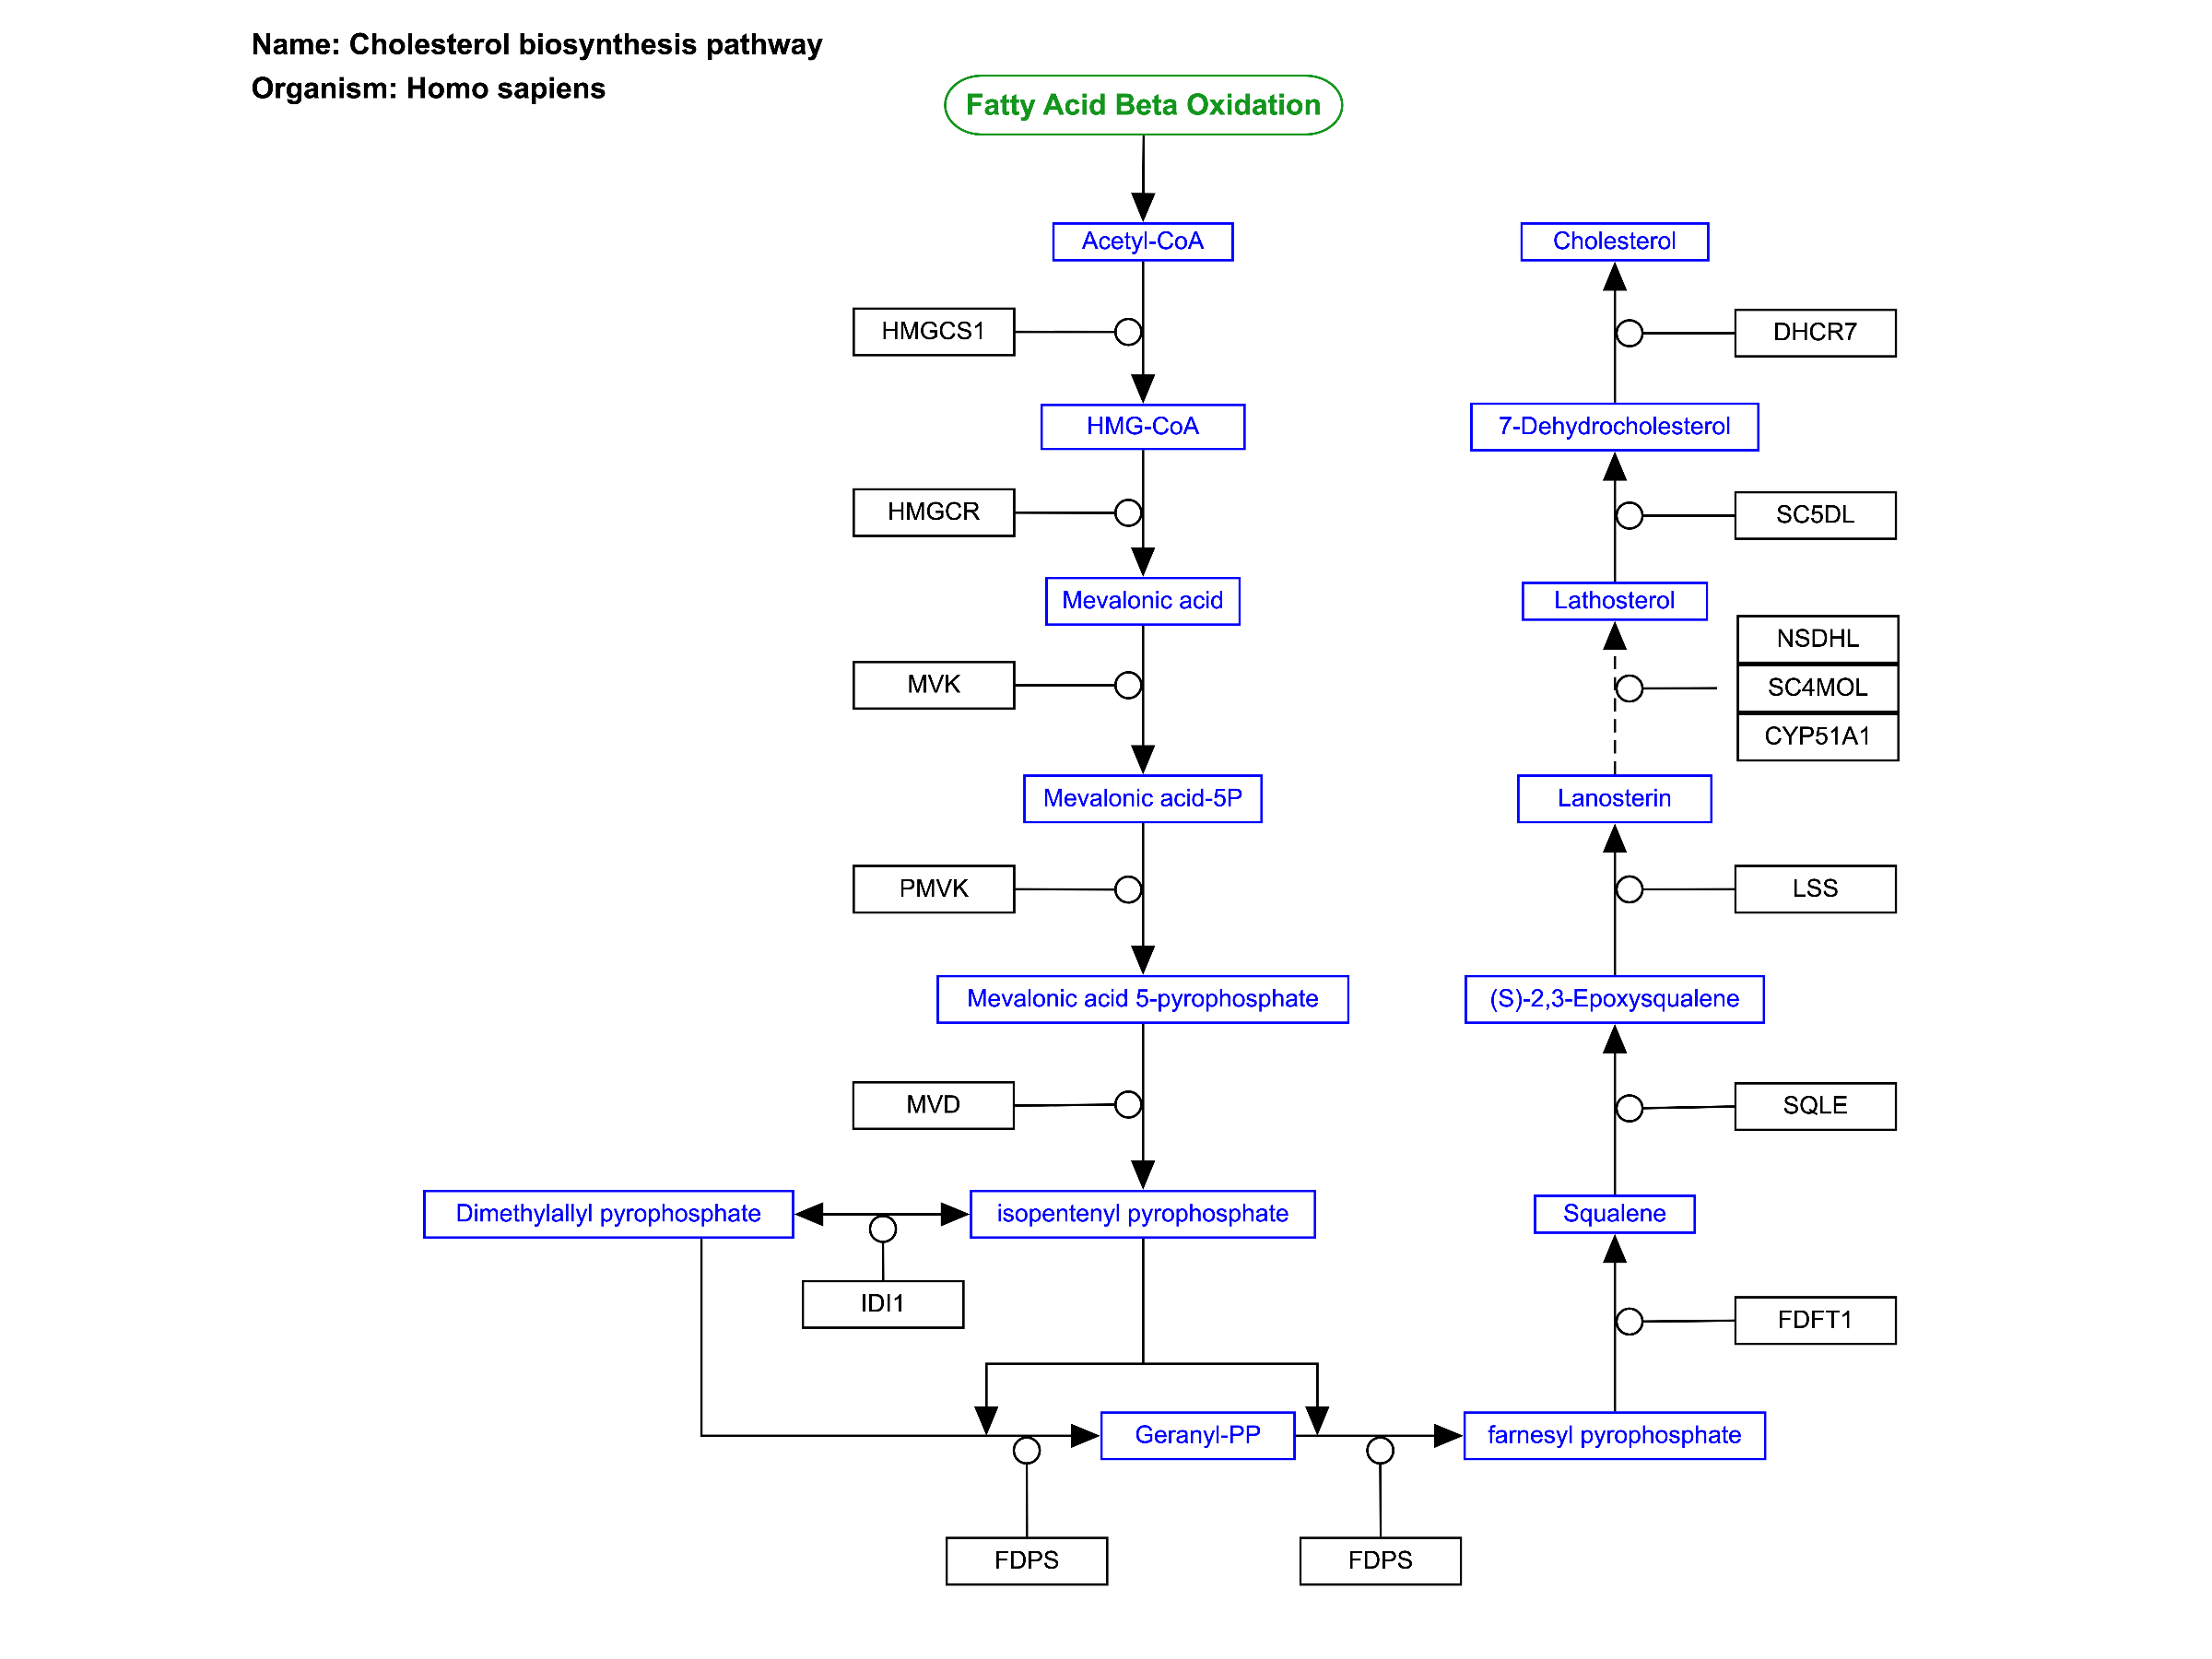 Name: Cholesterol biosynthesis pathway
Organism: Homo sapiens
Fatty Acid Beta Oxidation
Acetyl-CoA
HMGCS1
HMG-CoA
HMGCR
Mevalonic acid
MVK
Mevalonic acid-5P
PMVK
Mevalonic acid 5-pyrophosphate
MVD
Dimethylallyl pyrophosphate
isopentenyl pyrophosphate
IDI1
Geranyl-PP
farnesyl pyrophosphate
FDPS
FDPS
Cholesterol
DHCR7
7-Dehydrocholesterol
SC5DL
Lathosterol
NSDHL
SC4MOL
CYP51A1
Lanosterin
LSS
(S)-2,3-Epoxysqualene
SQLE
Squalene
FDFT1